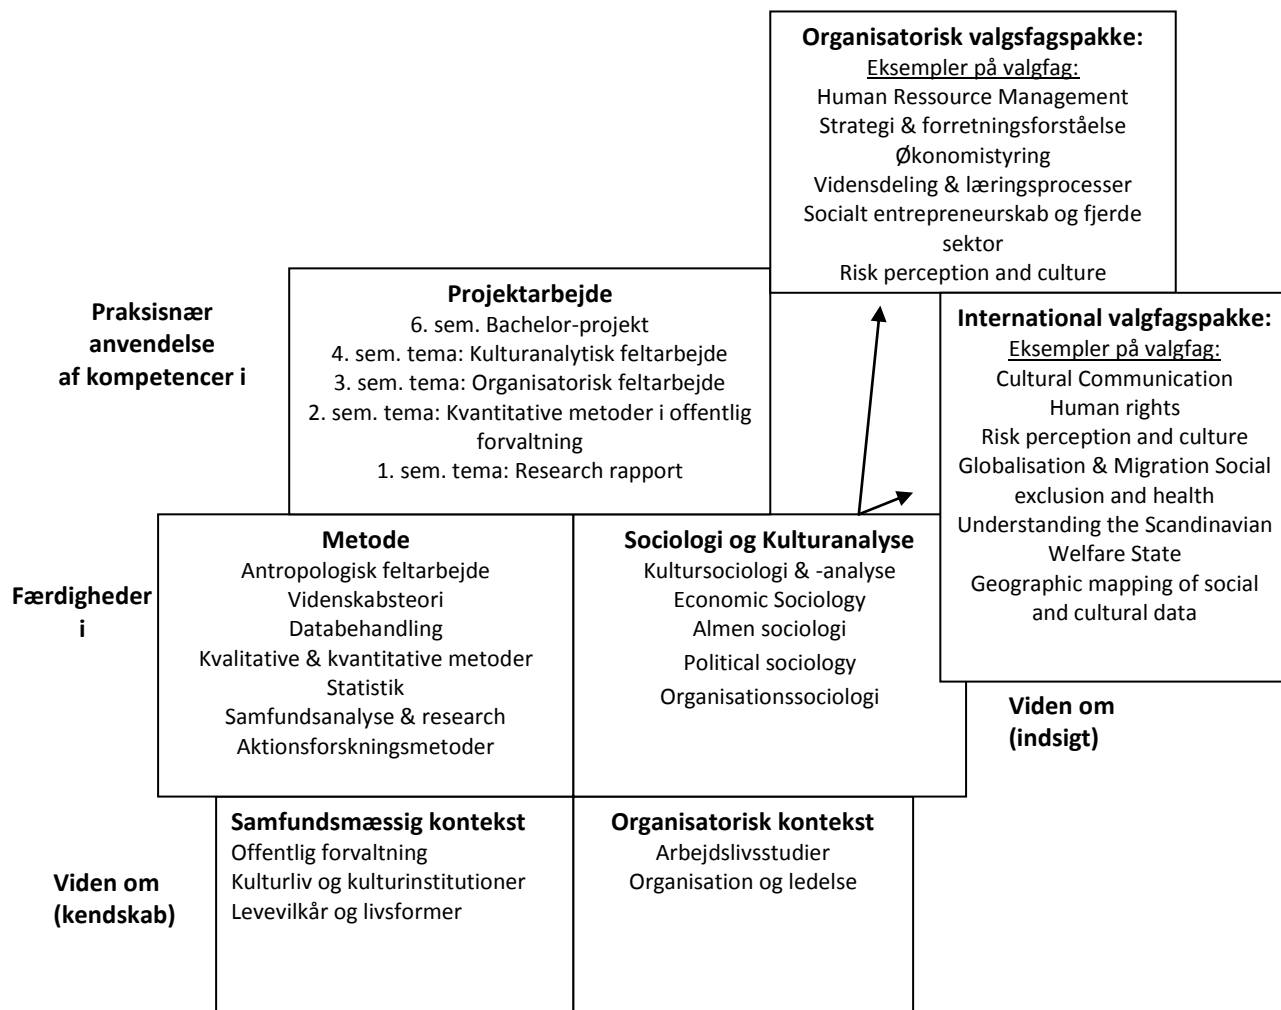 Organisatorisk valgsfagspakke:
Eksempler på valgfag:
Human Ressource Management
Strategi & forretningsforståelse
Økonomistyring
Vidensdeling & læringsprocesser
Socialt entrepreneurskab og fjerde
sektor
Risk perception and culture
Praksisnær
anvendelse
af kompetencer i
Projektarbejde
6. sem. Bachelor-projekt
4. sem. tema: Kulturanalytisk feltarbejde
3. sem. tema: Organisatorisk feltarbejde
2. sem. tema: Kvantitative metoder i offentlig
forvaltning
1. sem. tema: Research rapport
International valgfagspakke:
Eksempler på valgfag:
Cultural Communication
Human rights
Risk perception and culture
Globalisation & Migration Social
exclusion and health
Understanding the Scandinavian
Welfare State
Geographic mapping of social
and cultural data
Færdigheder
i
Metode
Antropologisk feltarbejde
Videnskabsteori
Databehandling
Kvalitative & kvantitative metoder
Statistik
Samfundsanalyse & research
Aktionsforskningsmetoder
Sociologi og Kulturanalyse
Kultursociologi & -analyse
Economic Sociology
Almen sociologi
Political sociology
Organisationssociologi
Viden om
(indsigt)
Viden om
(kendskab)
Samfundsmæssig kontekst
Offentlig forvaltning
Kulturliv og kulturinstitutioner
Levevilkår og livsformer
Organisatorisk kontekst
Arbejdslivsstudier
Organisation og ledelse